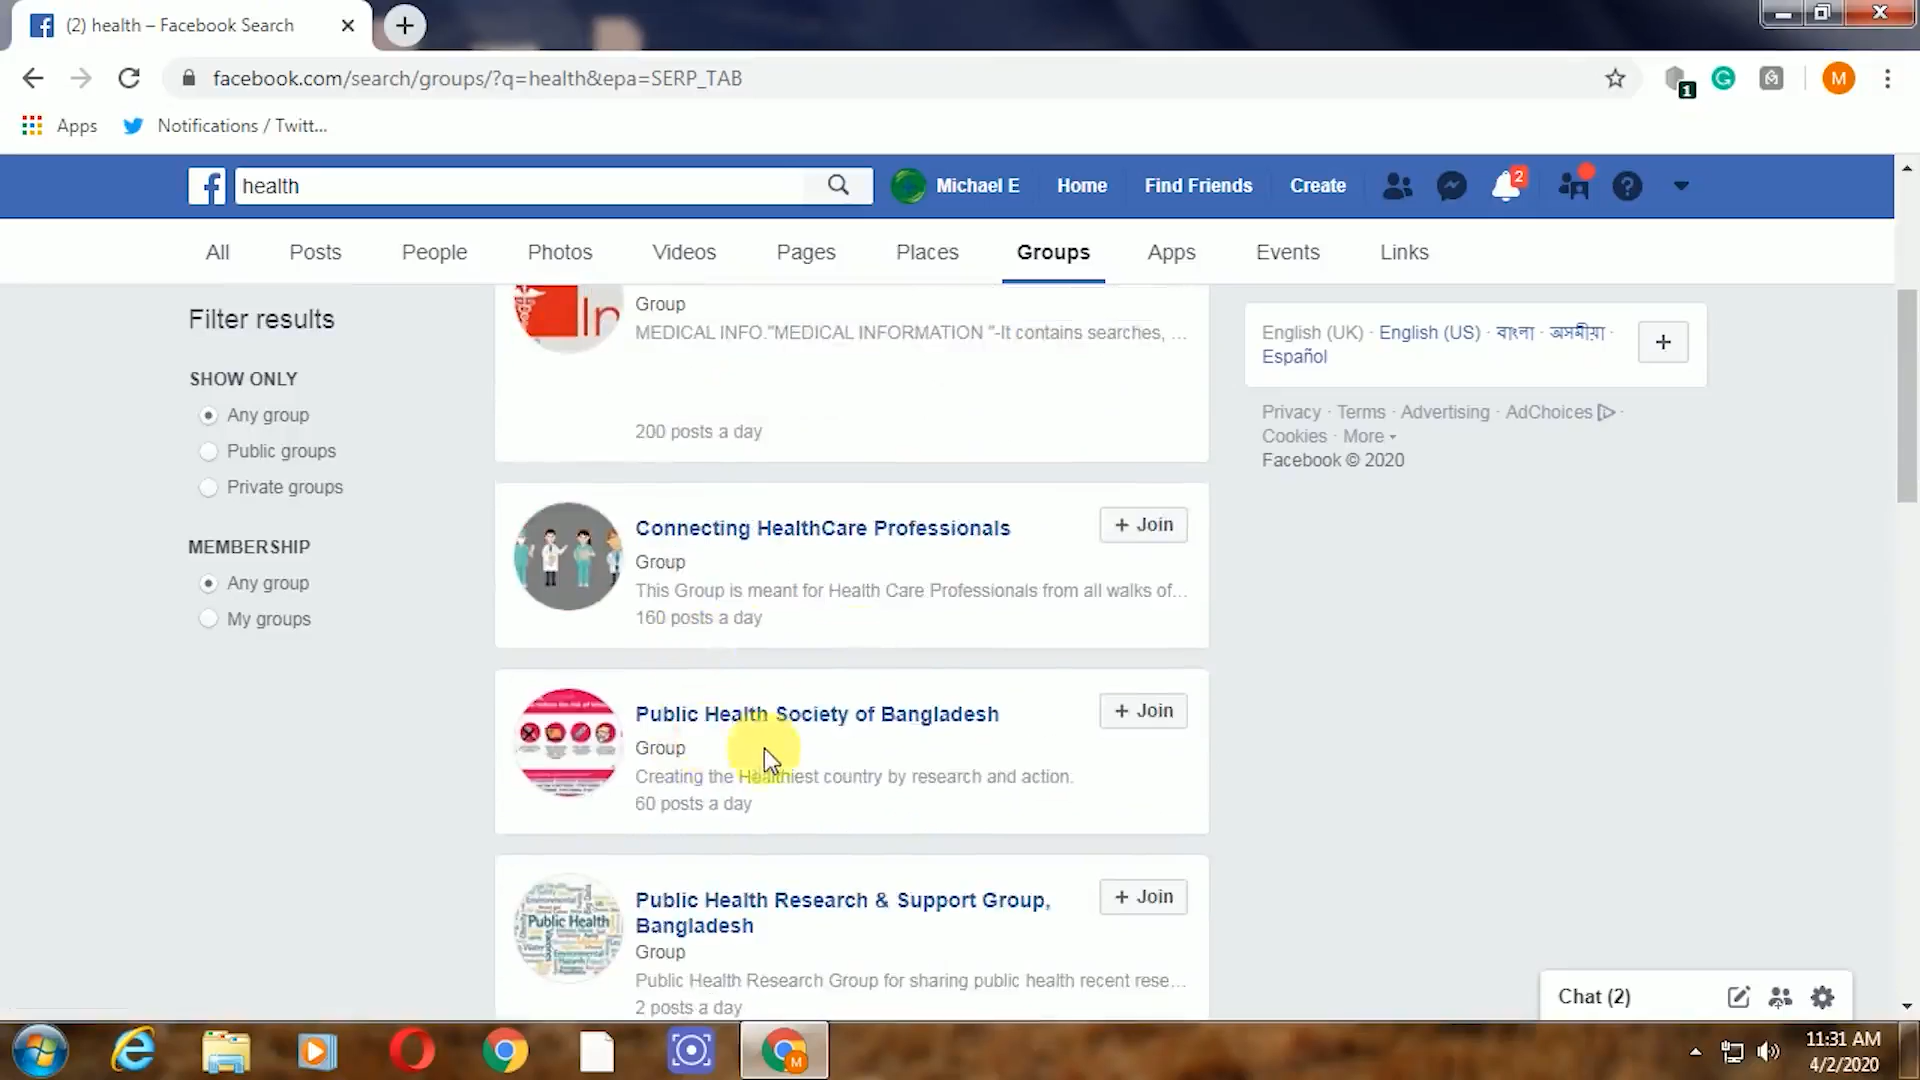 (2) health – Facebook Search
facebook.com/search/groups/?q=health&epa=SERP_TAB
1
M
Apps
Notifications / Twitt...
health
Michael E
Home
Find Friends
Create
2
All
Posts
People
Photos
Videos
Pages
Places
Groups
Apps
Events
Links
Filter results
SHOW ONLY
Any group
Public groups
Private groups
MEMBERSHIP
Any group
My groups
In
Group
MEDICAL INFO."MEDICAL INFORMATION "-It contains searches, ...
200 posts a day
Connecting HealthCare Professionals
+ Join
Group
This Group is meant for Health Care Professionals from all walks of...
160 posts a day
Public Health Society of Bangladesh
+ Join
Group
Creating the Healthiest country by research and action.
60 posts a day
Public Health
Public Health Research & Support Group,
Bangladesh
+ Join
Group
Public Health Research Group for sharing public health recent rese...
2 posts a day
English (UK) · English (US) · বাংলা · অসমীয়া ·
Español
Privacy · Terms · Advertising · AdChoices ·
Cookies · More
Facebook © 2020
Chat (2)
M
11:31 AM
4/2/2020